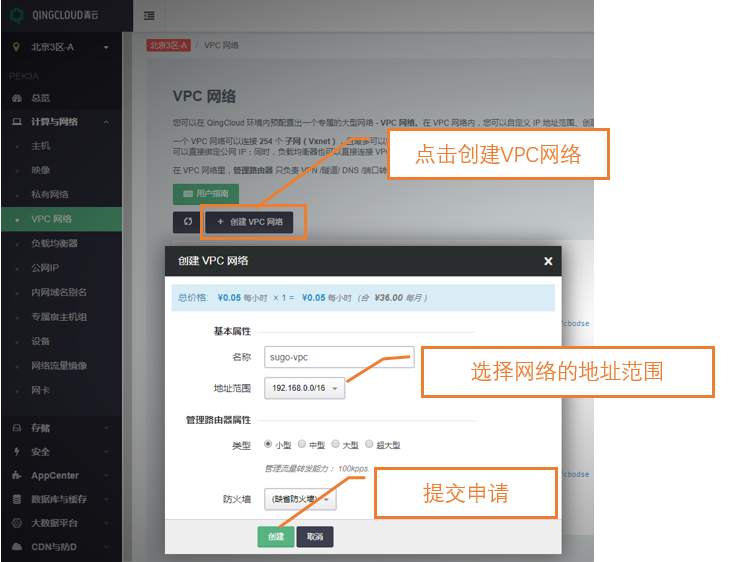 QINGCLOUD青云
北京3区-A
北京3区-A / VPC 网络
PEK3A
总览
计算与网络
主机
映像
私有网络
VPC 网络
负载均衡器
公网IP
内网域名别名
专属宿主机组
设备
网络流量镜像
网卡
存储
安全
AppCenter
数据库与缓存
大数据平台
CDN与防D
VPC 网络
您可以在 QingCloud 环境内预配置出一个专属的大型网络 - VPC 网络。在 VPC 网络内，您可以自定义 IP 地址范围、创建
一个 VPC 网络可以连接 254 个 子网 ( Vxnet )
可以直接绑定公网 IP；同时，负载均衡器也可以直接连接 VPC
在 VPC 网络里，管理路由器 只负责 VPN /隧道/ DNS /端口转
点击创建VPC网络
用户指南
+ 创建 VPC 网络
创建 VPC 网络
×
总价格: ¥0.05 每小时 × 1 = ¥0.05 每小时 (合 ¥36.00 每月 )
基本属性
名称 sugo-vpc
地址范围 192.168.0.0/16
选择网络的地址范围
管理路由器属性
类型 小型 中型 大型 超大型
管理流量转发能力： 100kpps.
防火墙 (缺省防火墙)
提交申请
创建 取消
cbodse
cbodse